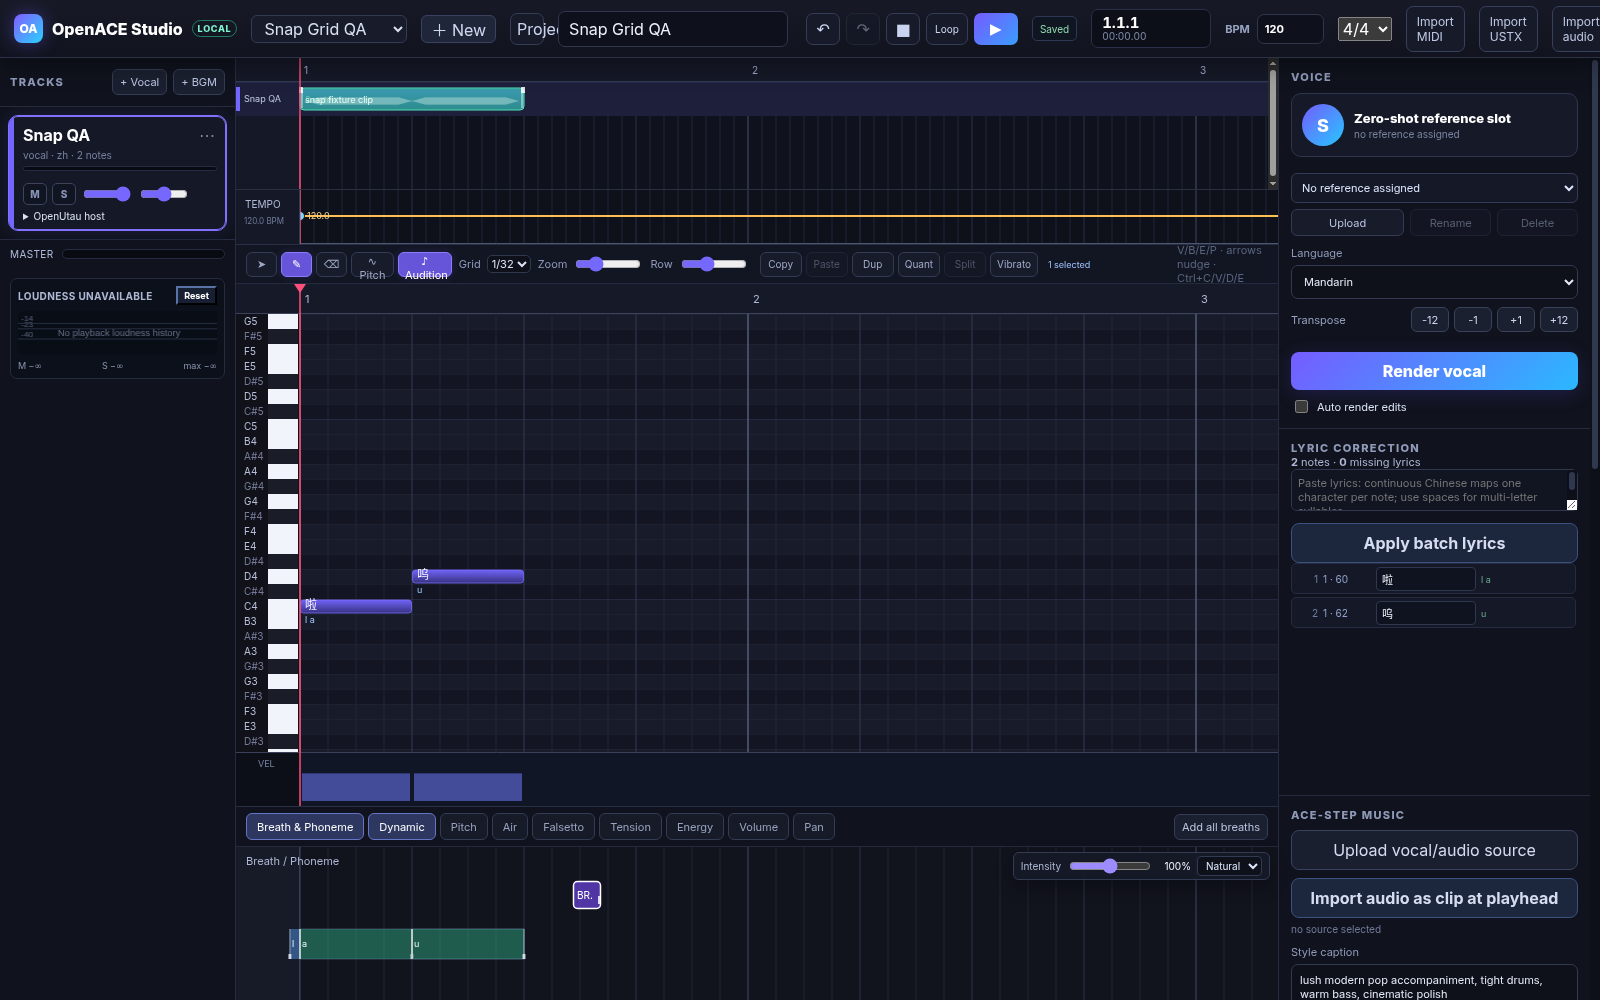 OA OpenACE Studio LOCAL Snap Grid QA + New Projec Snap Grid QA Loop Saved 1.1.1 00:00.00 BPM 120 4/4 Import MIDI Import USTX Import audio
TRACKS + Vocal + BGM
Snap QA ...
vocal · zh · 2 notes
M S
OpenUtau host
MASTER
LOUDNESS UNAVAILABLE Reset
-14
-23
-40 No playback loudness history
M −∞ S −∞ max −∞
1 2 3
Snap QA snap fixture clip
TEMPO
120.0 BPM 120.0
Pitch Audition Grid 1/32 Zoom Row Copy Paste Dup Quant Split Vibrato 1 selected V/B/E/P · arrows nudge · Ctrl+C/V/D/E
1 2 3
G5
F#5
F5
E5
D#5
D5
C#5
C5
B4
A#4
A4
G#4
G4
F#4
F4
E4
D#4
D4 呜
C#4 u
C4 啦
B3 l a
A#3
A3
G#3
G3
F#3
F3
E3
D#3
VEL
Breath & Phoneme Dynamic Pitch Air Falsetto Tension Energy Volume Pan Add all breaths
Breath / Phoneme Intensity 100% Natural
BR.
l a u
VOICE
S Zero-shot reference slot
no reference assigned
No reference assigned
Upload Rename Delete
Language
Mandarin
Transpose -12 -1 +1 +12
Render vocal
Auto render edits
LYRIC CORRECTION
2 notes · 0 missing lyrics
Paste lyrics: continuous Chinese maps one
character per note; use spaces for multi-letter
Apply batch lyrics
1 1 · 60 啦 l a
2 1 · 62 呜 u
ACE-STEP MUSIC
Upload vocal/audio source
Import audio as clip at playhead
no source selected
Style caption
lush modern pop accompaniment, tight drums,
warm bass, cinematic polish